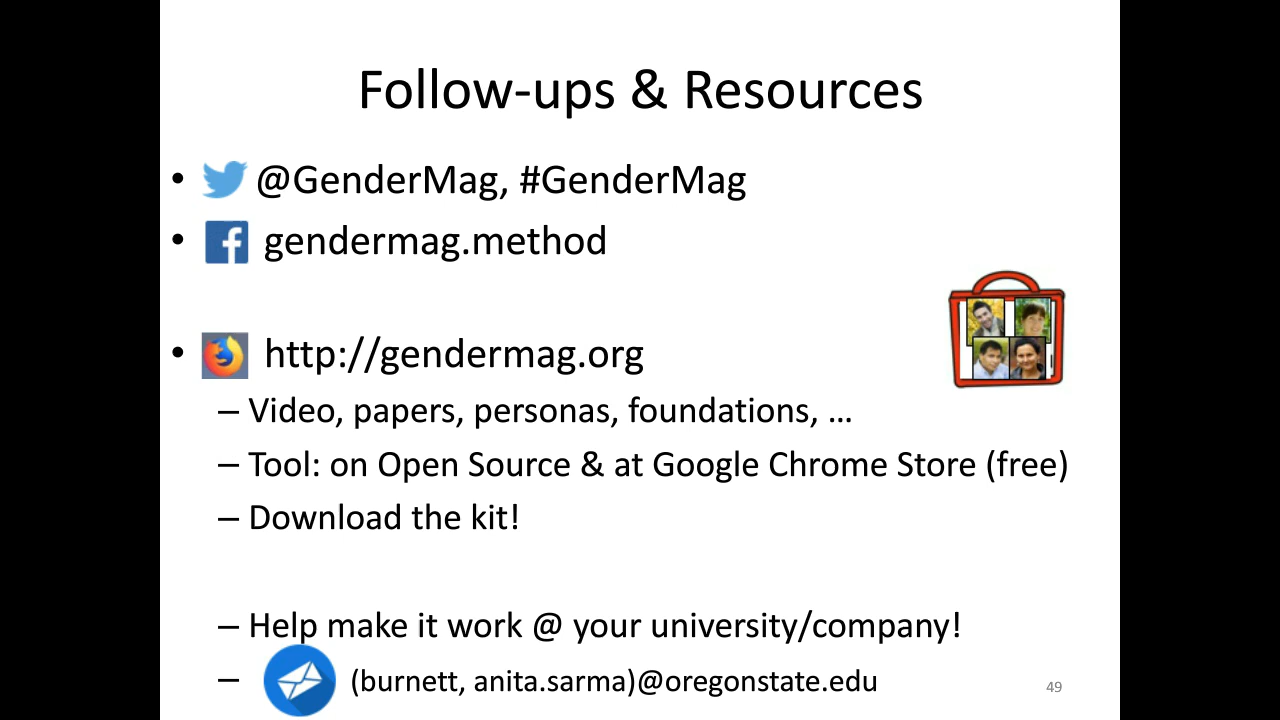 Follow-ups & Resources
• @GenderMag, #GenderMag
• gendermag.method
• http://gendermag.org
– Video, papers, personas, foundations, …
– Tool: on Open Source & at Google Chrome Store (free)
– Download the kit!
– Help make it work @ your university/company!
– (burnett, anita.sarma)@oregonstate.edu
49